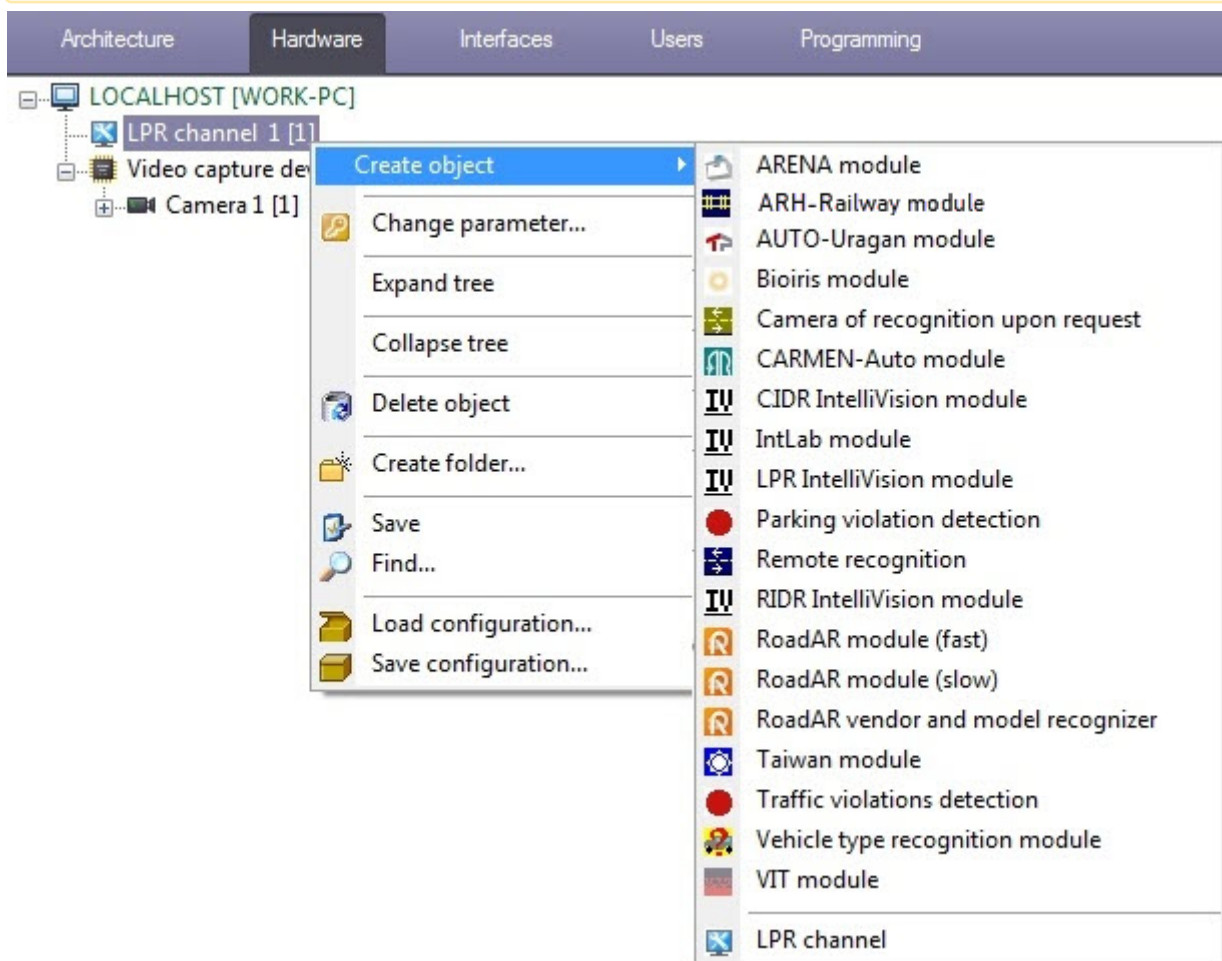 Architecture Hardware Interfaces Users Programming
LOCALHOST [WORK-PC]
LPR channel 1 [1]
Video capture dev
Camera 1 [1]
Create object
Change parameter...
Expand tree
Collapse tree
Delete object
Create folder...
Save
Find...
Load configuration...
Save configuration...
ARENA module
ARH-Railway module
AUTO-Uragan module
Bioiris module
Camera of recognition upon request
CARMEN-Auto module
CIDR IntelliVision module
IntLab module
LPR IntelliVision module
Parking violation detection
Remote recognition
RIDR IntelliVision module
RoadAR module (fast)
RoadAR module (slow)
RoadAR vendor and model recognizer
Taiwan module
Traffic violations detection
Vehicle type recognition module
VIT module
LPR channel